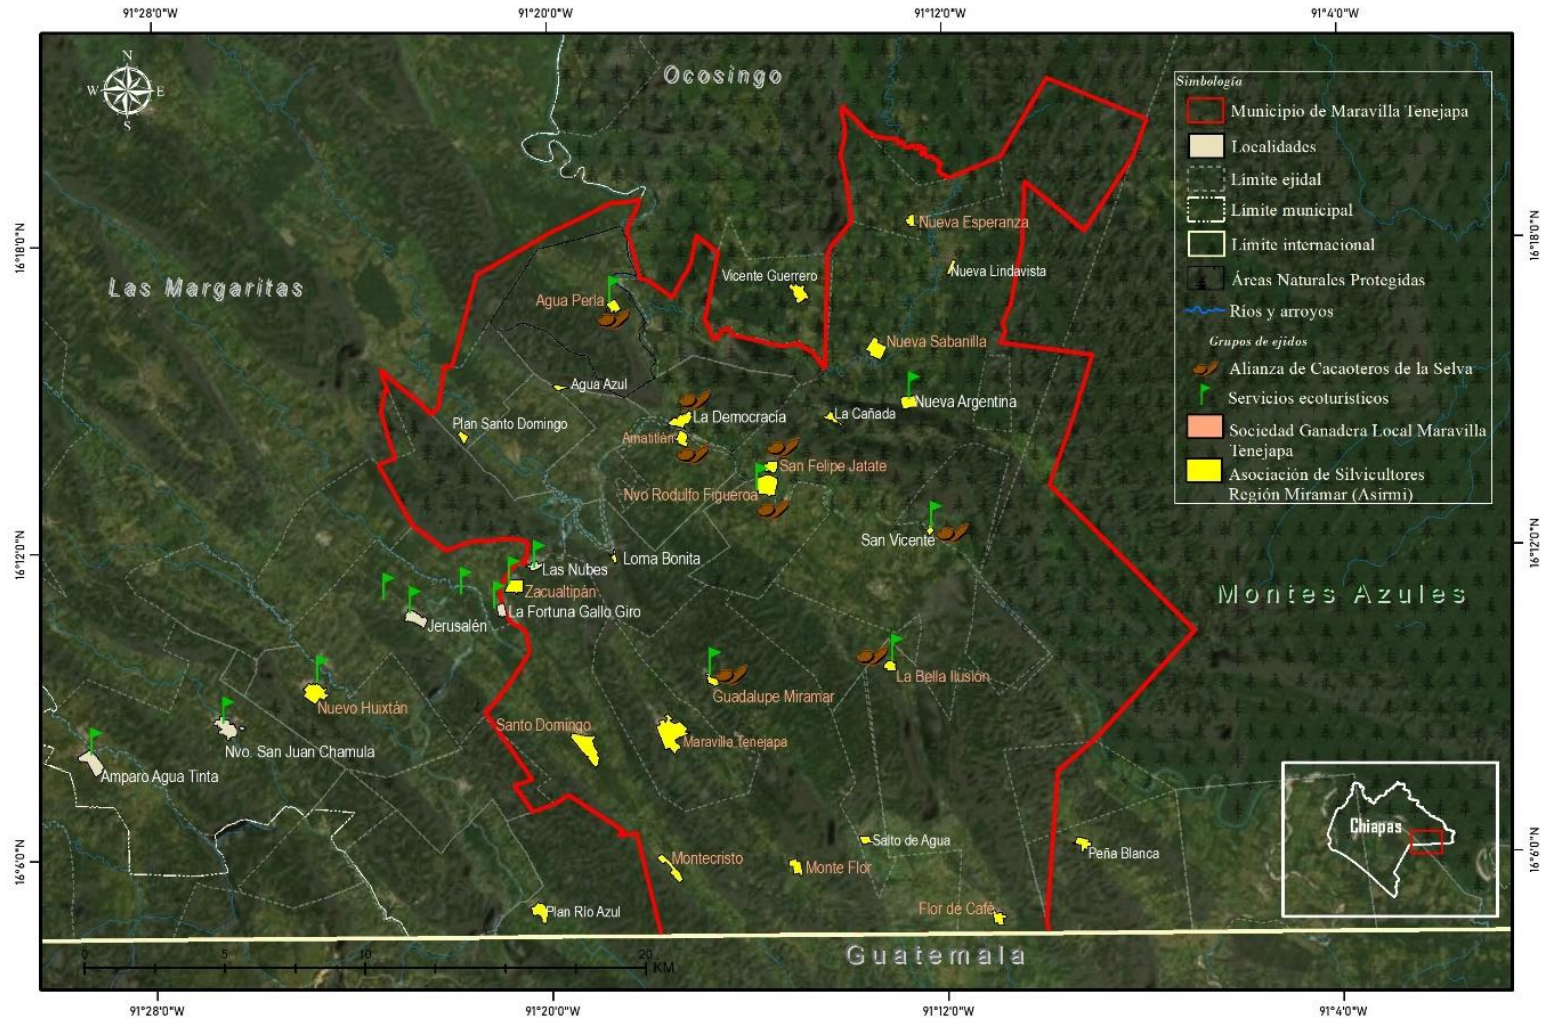 91°28'0"W
91°20'0"W
91°12'0"W
91°4'0"W
N
W
E
S
Ocosingo
Simbología
Municipio de Maravilla Tenejapa
Localidades
Límite ejidal
Límite municipal
Límite internacional
Áreas Naturales Protegidas
Ríos y arroyos
Grupos de ejidos
Alianza de Cacaoteros de la Selva
Servicios ecoturísticos
Sociedad Ganadera Local Maravilla
Tenejapa
Asociación de Silvicultores
Región Miramar (Asirmi)
16°18'0"N
16°18'0"N
Nueva Esperanza
Nueva Lindavista
Vicente Guerrero
Las Margaritas
Agua Perla
Nueva Sabanilla
Agua Azul
Nueva Argentina
La Cañada
La Democracia
Plan Santo Domingo
Amatitlán
San Felipe Jatate
Nvo Rodulfo Figueroa
San Vicente
16°12'0"N
16°12'0"N
Loma Bonita
Las Nubes
Zacualtipán
La Fortuna Gallo Giro
Jerusalén
Montes Azules
La Bella Ilusión
Guadalupe Miramar
Nuevo Huixtán
Santo Domingo
Maravilla Tenejapa
Nvo. San Juan Chamula
Amparo Agua Tinta
Chiapas
Salto de Agua
Peña Blanca
16°6'0"N
16°6'0"N
Montecristo
Monte Flor
Plan Río Azul
Flor de Café
Guatemala
0
5
10
20
KM
91°28'0"W
91°20'0"W
91°12'0"W
91°4'0"W